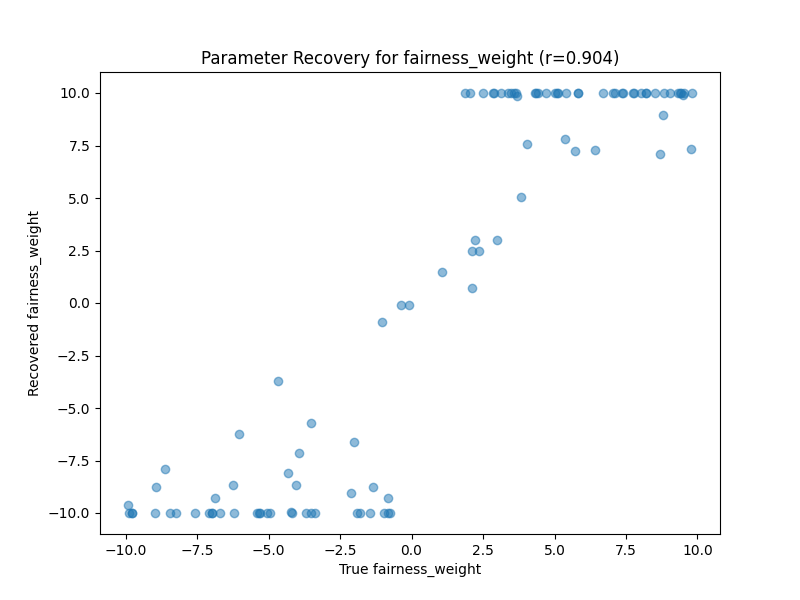 Parameter Recovery for fairness_weight (r=0.904)
10.0
7.5
5.0
2.5
0.0
−2.5
−5.0
−7.5
−10.0
Recovered fairness_weight
−10.0 −7.5 −5.0 −2.5 0.0 2.5 5.0 7.5 10.0
True fairness_weight